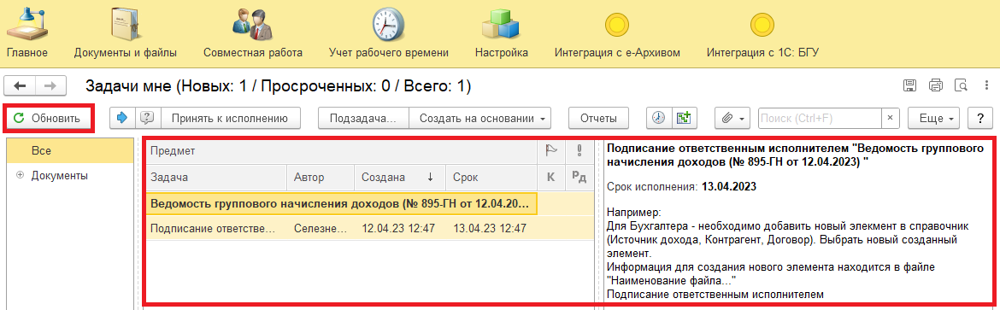 Главное Документы и файлы Совместная работа Учет рабочего времени Настройка Интеграция с е-Архивом Интеграция с 1С: БГУ
Задачи мне (Новых: 1 / Просроченных: 0 / Всего: 1)
Обновить Принять к исполнению Подзадача... Создать на основании Отчеты Поиск (Ctrl+F) × Еще ?
Все
Документы
Предмет
Задача Автор Создана ↓ Срок К Рд
Ведомость группового начисления доходов (№ 895-ГН от 12.04.20...
Подписание ответстве... Селезне... 12.04.23 12:47 13.04.23 12:47
Подписание ответственным исполнителем "Ведомость группового
начисления доходов (№ 895-ГН от 12.04.2023) "
Срок исполнения: 13.04.2023
Например:
Для Бухгалтера - необходимо добавить новый элекмент в справочник
(Источник дохода, Контрагент, Договор). Выбрать новый созданный
элемент.
Информация для создания нового элемента находится в файле
"Наименование файла..."
Подписание ответственным исполнителем